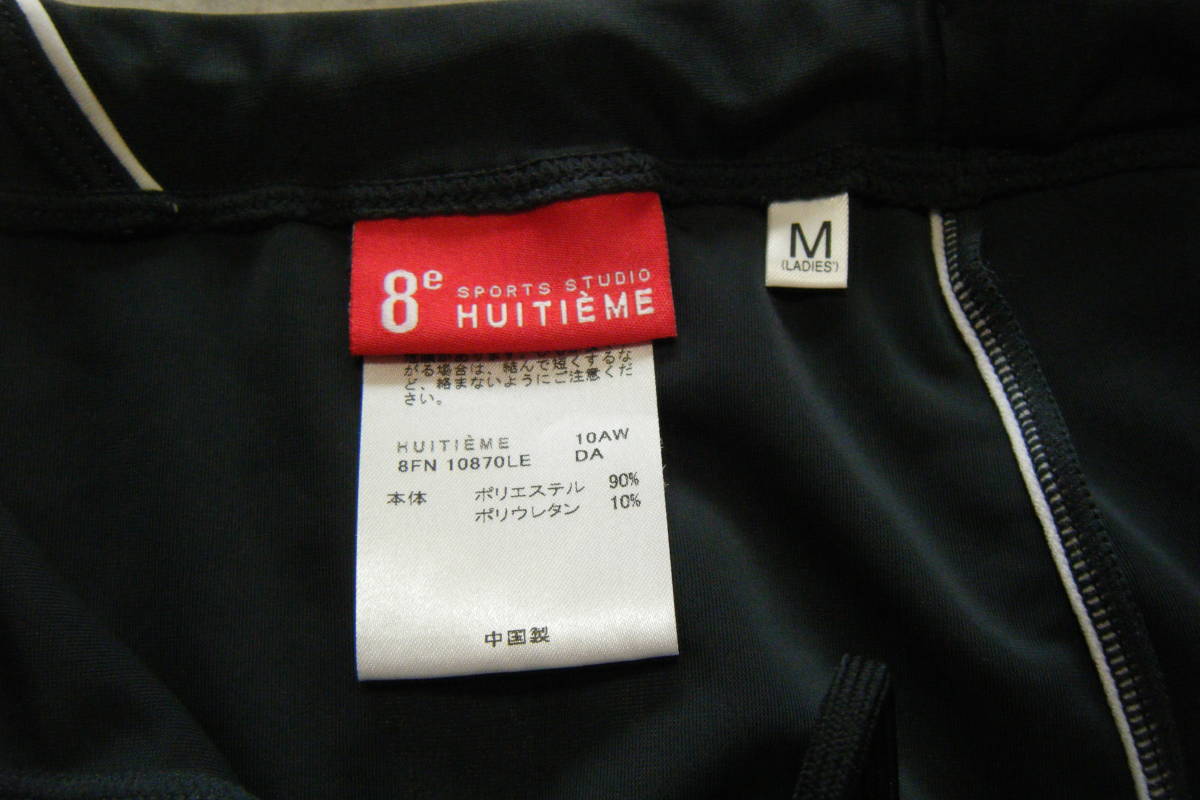 8e SPORTS STUDIO
HUITIÈME
M
(LADIES')
がる場合は、絡んで短くするな
ど、絡まないようにご注意くだ
さい。
HUITIÈME 10AW
8FN 10870LE DA
本体 ポリエステル 90%
ポリウレタン 10%
中国製